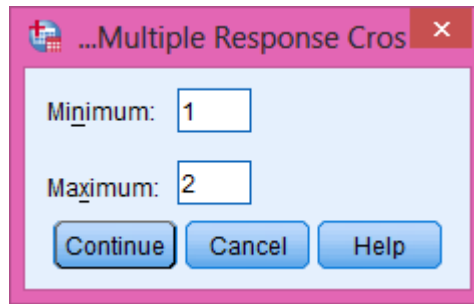 ...Multiple Response Cros
Minimum: 1
Maximum: 2
Continue Cancel Help